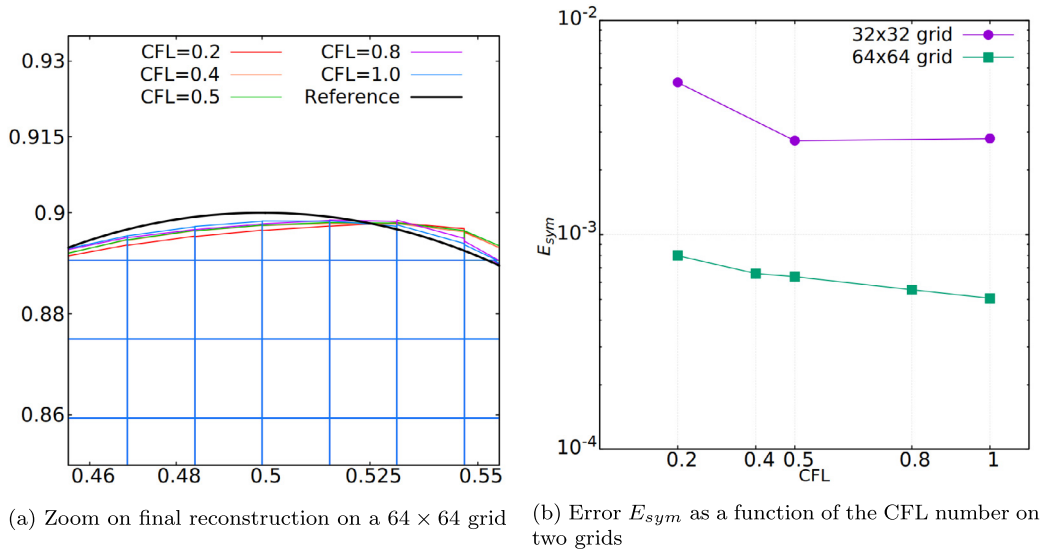 CFL=0.2
CFL=0.4
CFL=0.5
CFL=0.8
CFL=1.0
Reference
0.93
0.915
0.9
0.88
0.86
0.46
0.48
0.5
0.525
0.55
(a) Zoom on final reconstruction on a 64 × 64 grid
32x32 grid
64x64 grid
10⁻²
10⁻³
10⁻⁴
E_sym
0.2
0.4
0.5
0.8
1
CFL
(b) Error E_sym as a function of the CFL number on
two grids